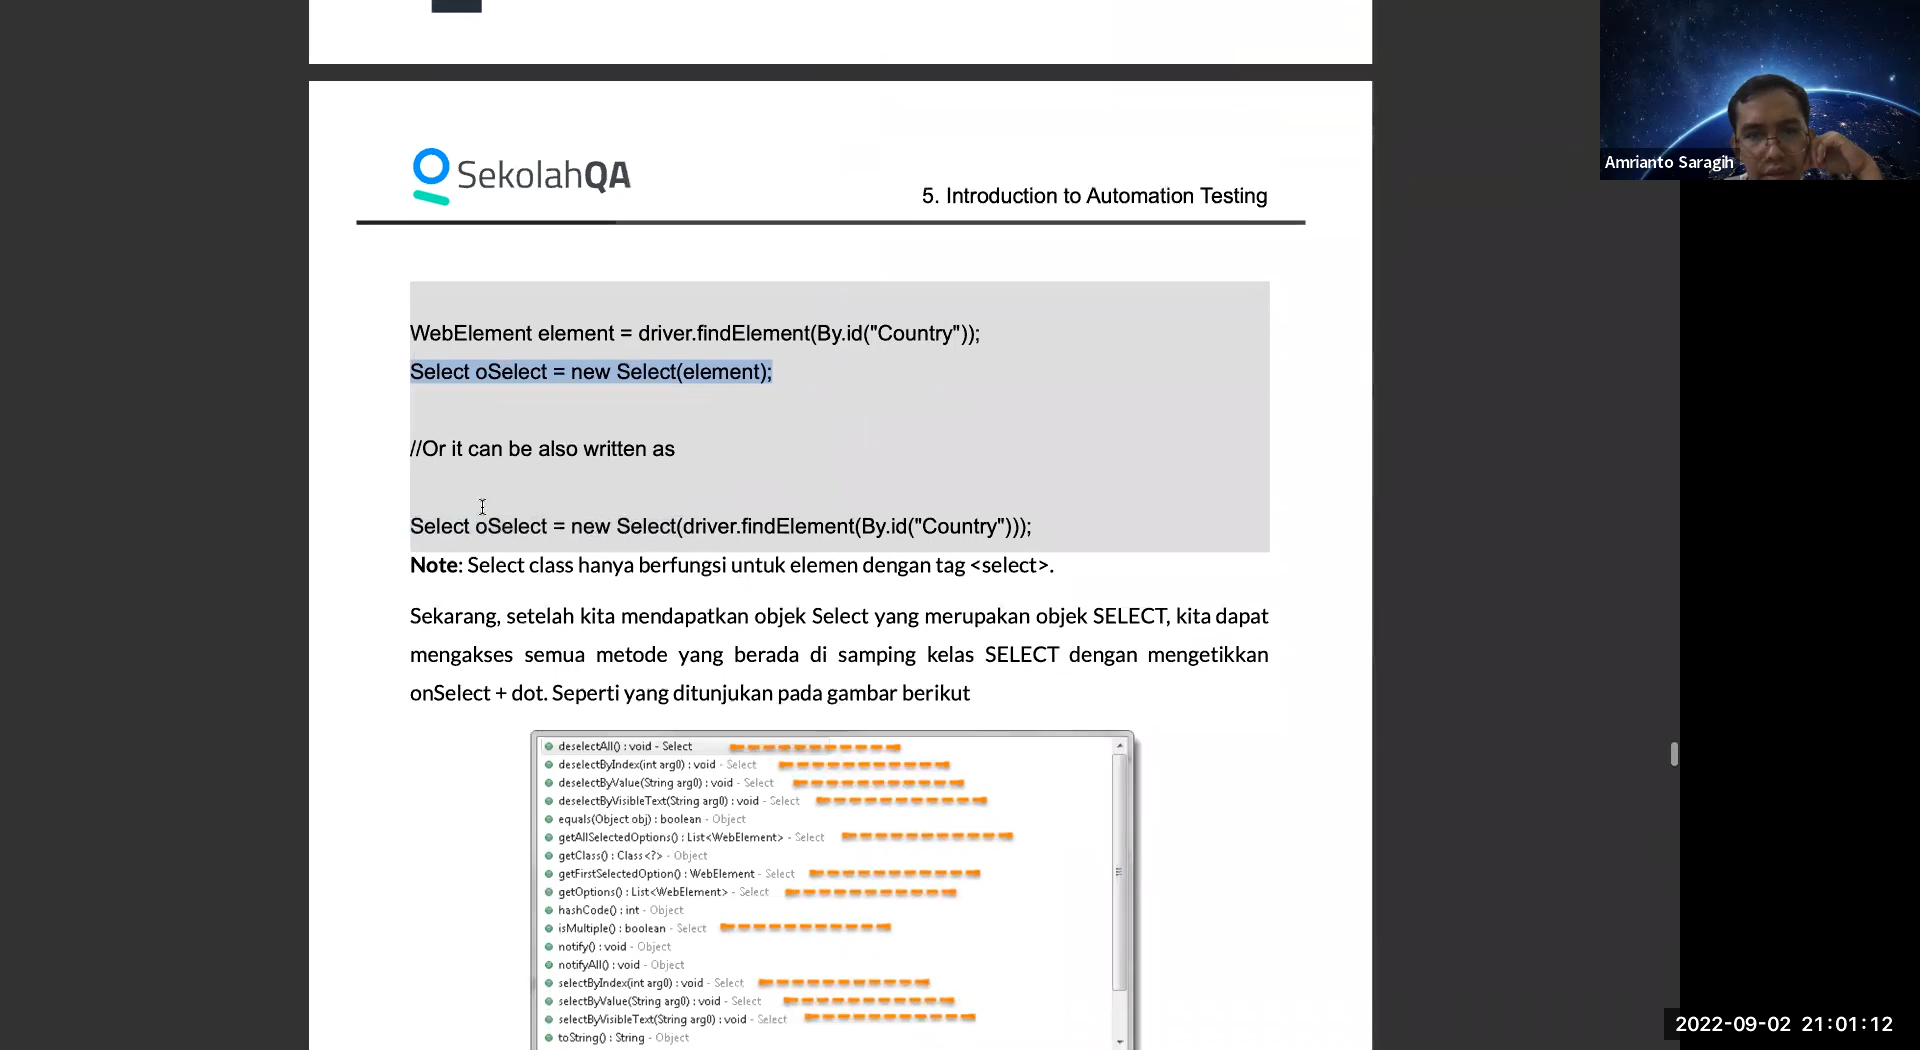 Amrianto Saragih
SekolahQA
5. Introduction to Automation Testing
WebElement element = driver.findElement(By.id("Country"));
Select oSelect = new Select(element);
//Or it can be also written as
Select oSelect = new Select(driver.findElement(By.id("Country")));
Note: Select class hanya berfungsi untuk elemen dengan tag <select>.
Sekarang, setelah kita mendapatkan objek Select yang merupakan objek SELECT, kita dapat
mengakses semua metode yang berada di samping kelas SELECT dengan mengetikkan
onSelect + dot. Seperti yang ditunjukan pada gambar berikut
deselectAll() : void - Select
deselectByIndex(int arg0) : void - Select
deselectByValue(String arg0) : void - Select
deselectByVisibleText(String arg0) : void - Select
equals(Object obj) : boolean - Object
getAllSelectedOptions() : List<WebElement> - Select
getClass() : Class<?> - Object
getFirstSelectedOption() : WebElement - Select
getOptions() : List<WebElement> - Select
hashCode() : int - Object
isMultiple() : boolean - Select
notify() : void - Object
notifyAll() : void - Object
selectByIndex(int arg0) : void - Select
selectByValue(String arg0) : void - Select
selectByVisibleText(String arg0) : void - Select
toString() : String - Object
2022-09-02 21:01:12